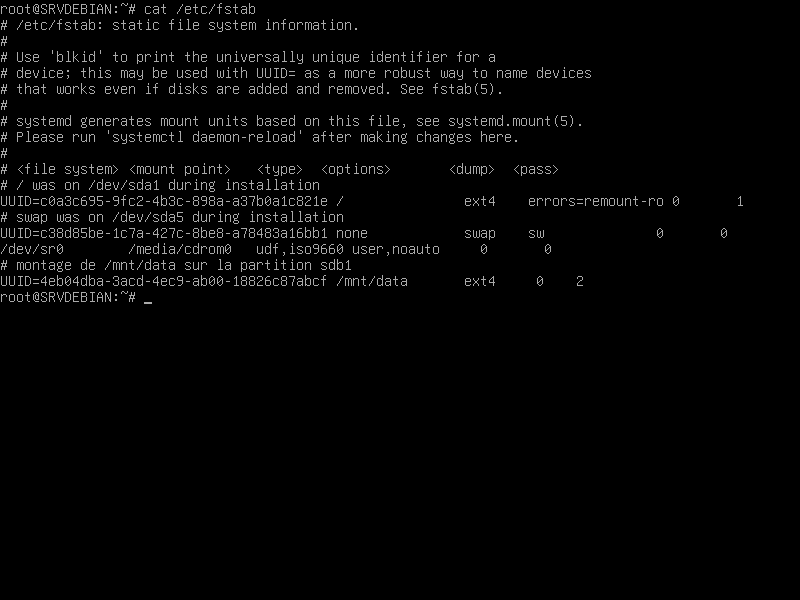 root@SRVDEBIAN:~# cat /etc/fstab
# /etc/fstab: static file system information.
#
# Use 'blkid' to print the universally unique identifier for a
# device; this may be used with UUID= as a more robust way to name devices
# that works even if disks are added and removed. See fstab(5).
#
# systemd generates mount units based on this file, see systemd.mount(5).
# Please run 'systemctl daemon-reload' after making changes here.
#
# <file system> <mount point>   <type>  <options>       <dump>  <pass>
# / was on /dev/sda1 during installation
UUID=c0a3c695-9fc2-4b3c-898a-a37b0a1c821e /               ext4    errors=remount-ro 0       1
# swap was on /dev/sda5 during installation
UUID=c38d85be-1c7a-427c-8be8-a78483a16bb1 none            swap    sw              0       0
/dev/sr0        /media/cdrom0   udf,iso9660 user,noauto     0       0
# montage de /mnt/data sur la partition sdb1
UUID=4eb04dba-3acd-4ec9-ab00-18826c87abcf /mnt/data       ext4     0    2
root@SRVDEBIAN:~# _